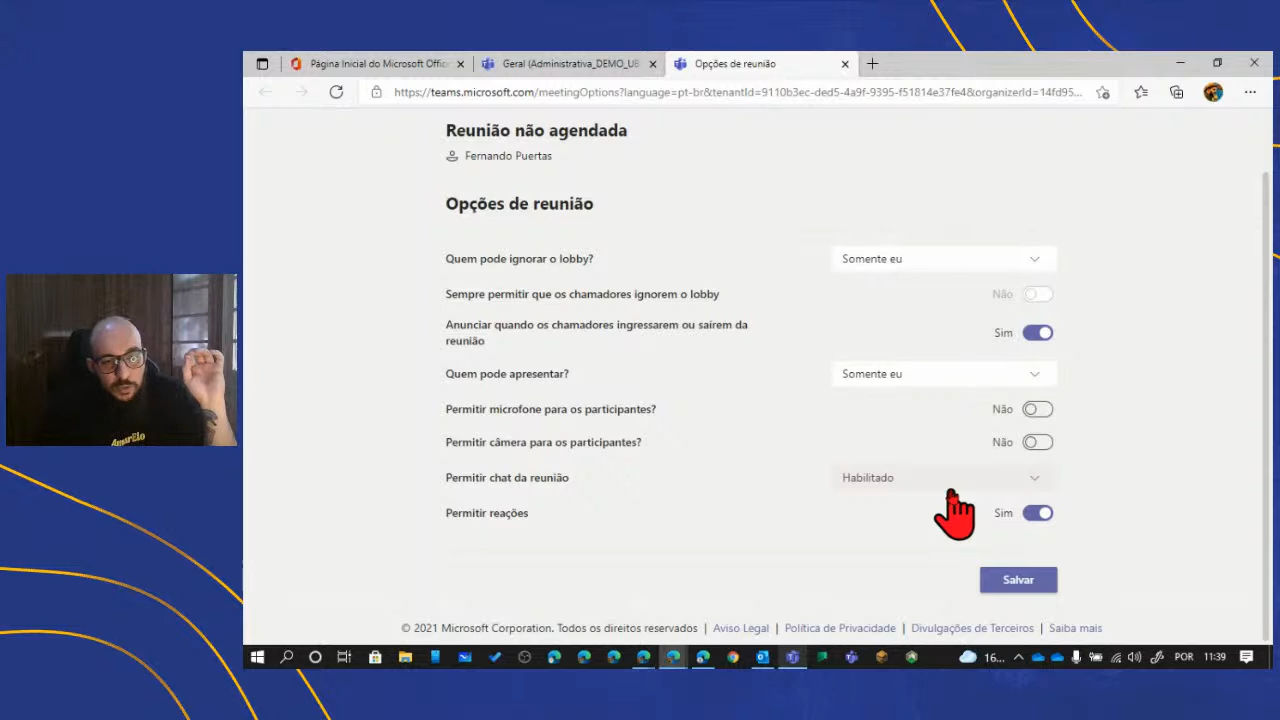 Página Inicial do Microsoft Offic
Geral (Administrativa_DEMO_UB
Opções de reunião
https://teams.microsoft.com/meetingOptions?language=pt-br&tenantId=9110b3ec-ded5-4a9f-9395-f51814e37fe4&organizerId=14fd95...
Reunião não agendada
Fernando Puertas
Opções de reunião
Quem pode ignorar o lobby?
Somente eu
Sempre permitir que os chamadores ignorem o lobby
Não
Anunciar quando os chamadores ingressarem ou saírem da
reunião
Sim
Quem pode apresentar?
Somente eu
Permitir microfone para os participantes?
Não
Permitir câmera para os participantes?
Não
Permitir chat da reunião
Habilitado
Permitir reações
Sim
Salvar
© 2021 Microsoft Corporation. Todos os direitos reservados | Aviso Legal | Política de Privacidade | Divulgações de Terceiros | Saiba mais
16...
POR
11:39
AmarElo